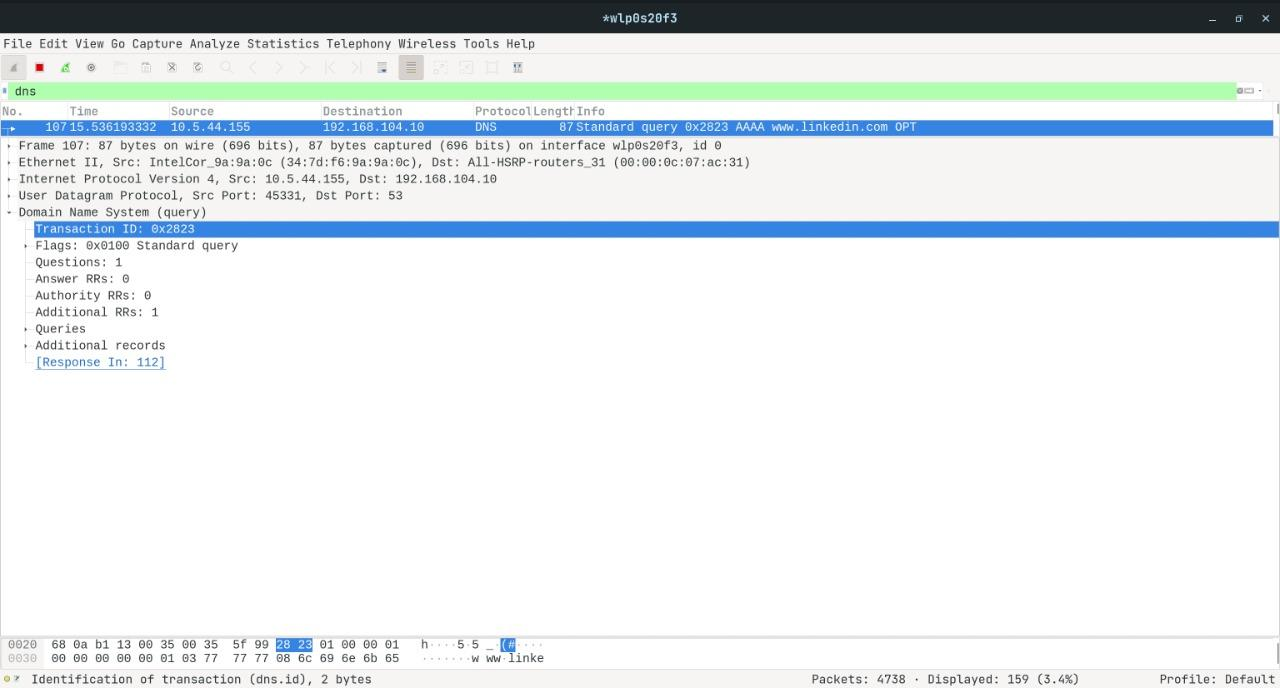 *wlp0s20f3
File Edit View Go Capture Analyze Statistics Telephony Wireless Tools Help
dns
No. Time Source Destination Protocol Length Info
107 15.536193332 10.5.44.155 192.168.104.10 DNS 87 Standard query 0x2823 AAAA www.linkedin.com OPT
Frame 107: 87 bytes on wire (696 bits), 87 bytes captured (696 bits) on interface wlp0s20f3, id 0
Ethernet II, Src: IntelCor_9a:9a:0c (34:7d:f6:9a:9a:0c), Dst: All-HSRP-routers_31 (00:00:0c:07:ac:31)
Internet Protocol Version 4, Src: 10.5.44.155, Dst: 192.168.104.10
User Datagram Protocol, Src Port: 45331, Dst Port: 53
Domain Name System (query)
Transaction ID: 0x2823
Flags: 0x0100 Standard query
Questions: 1
Answer RRs: 0
Authority RRs: 0
Additional RRs: 1
Queries
Additional records
[Response In: 112]
0020 68 0a b1 13 00 35 00 35 5f 99 28 23 01 00 00 01 h····5·5 _·(#····
0030 00 00 00 00 00 01 03 77 77 77 08 6c 69 6e 6b 65 ·······w ww·linke
Identification of transaction (dns.id), 2 bytes
Packets: 4738 · Displayed: 159 (3.4%)
Profile: Default